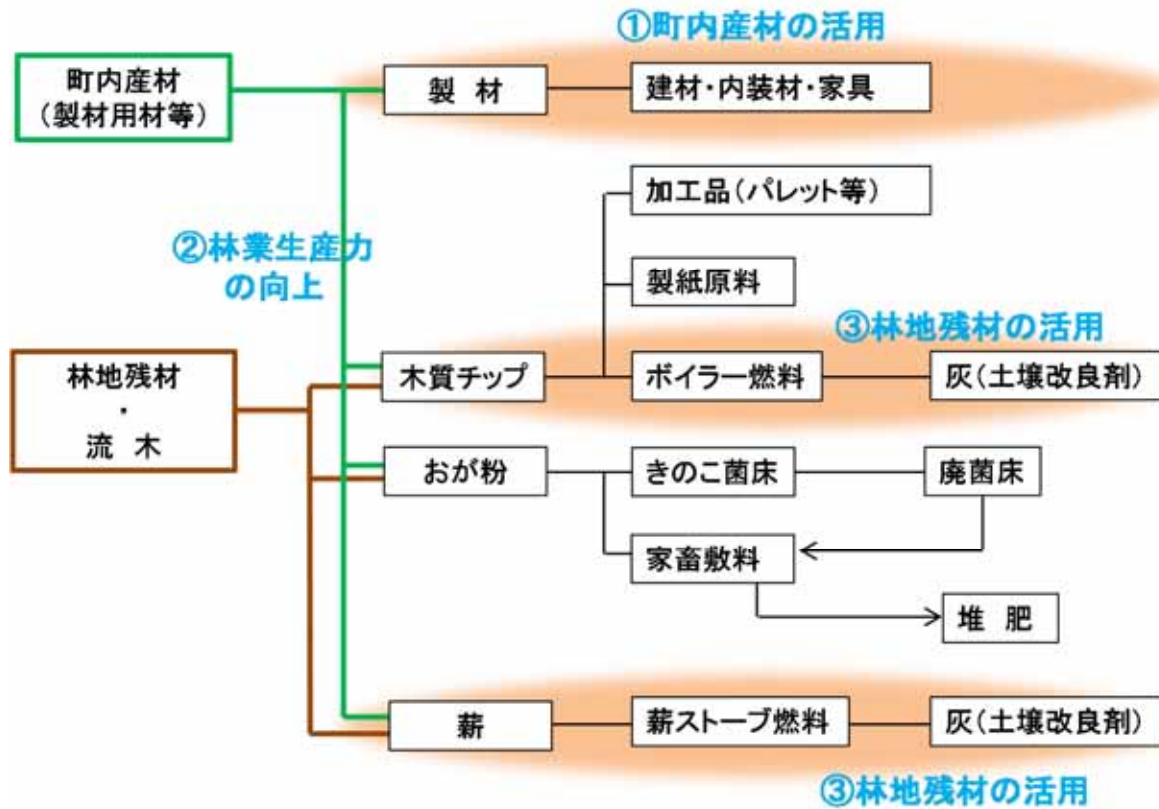 ①町内産材の活用
町内産材
（製材用材等）
製 材
建材・内装材・家具
加工品（パレット等）
②林業生産力
の向上
製紙原料
③林地残材の活用
林地残材
・
流 木
木質チップ
ボイラー燃料
灰（土壌改良剤）
おが粉
きのこ菌床
廃菌床
家畜敷料
堆 肥
薪
薪ストーブ燃料
灰（土壌改良剤）
③林地残材の活用